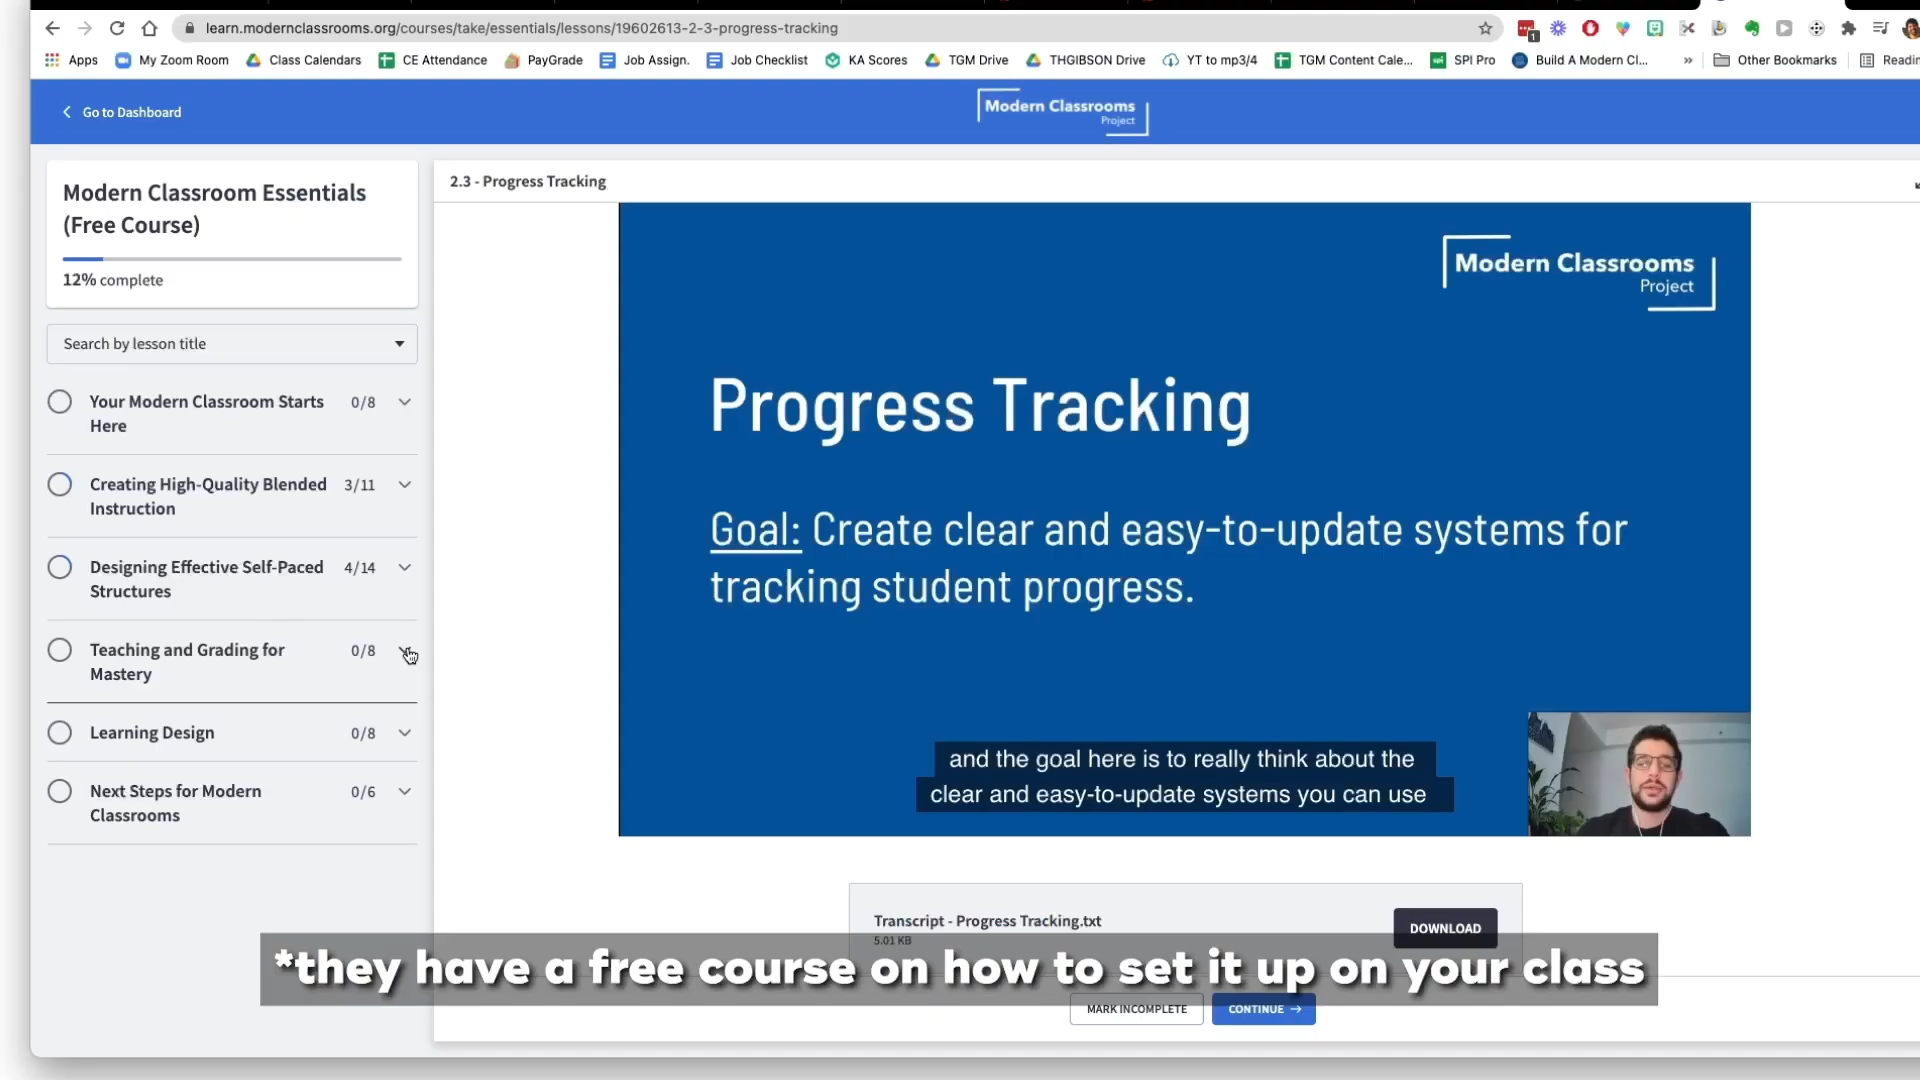 learn.modernclassrooms.org/courses/take/essentials/lessons/19602613-2-3-progress-tracking
1
Apps My Zoom Room Class Calendars CE Attendance PayGrade Job Assign. Job Checklist KA Scores TGM Drive THGIBSON Drive YT to mp3/4 TGM Content Cale... SPI Pro Build A Modern Cl... » Other Bookmarks
Go to Dashboard
Modern Classrooms
Project
Modern Classroom Essentials
(Free Course)
12% complete
Search by lesson title
Your Modern Classroom Starts 0/8
Here
Creating High-Quality Blended 3/11
Instruction
Designing Effective Self-Paced 4/14
Structures
Teaching and Grading for 0/8
Mastery
Learning Design 0/8
Next Steps for Modern 0/6
Classrooms
2.3 - Progress Tracking
Modern Classrooms
Project
Progress Tracking
Goal: Create clear and easy-to-update systems for
tracking student progress.
and the goal here is to really think about the
clear and easy-to-update systems you can use
Transcript - Progress Tracking.txt
5.01 KB
DOWNLOAD
*they have a free course on how to set it up on your class
MARK INCOMPLETE
CONTINUE →